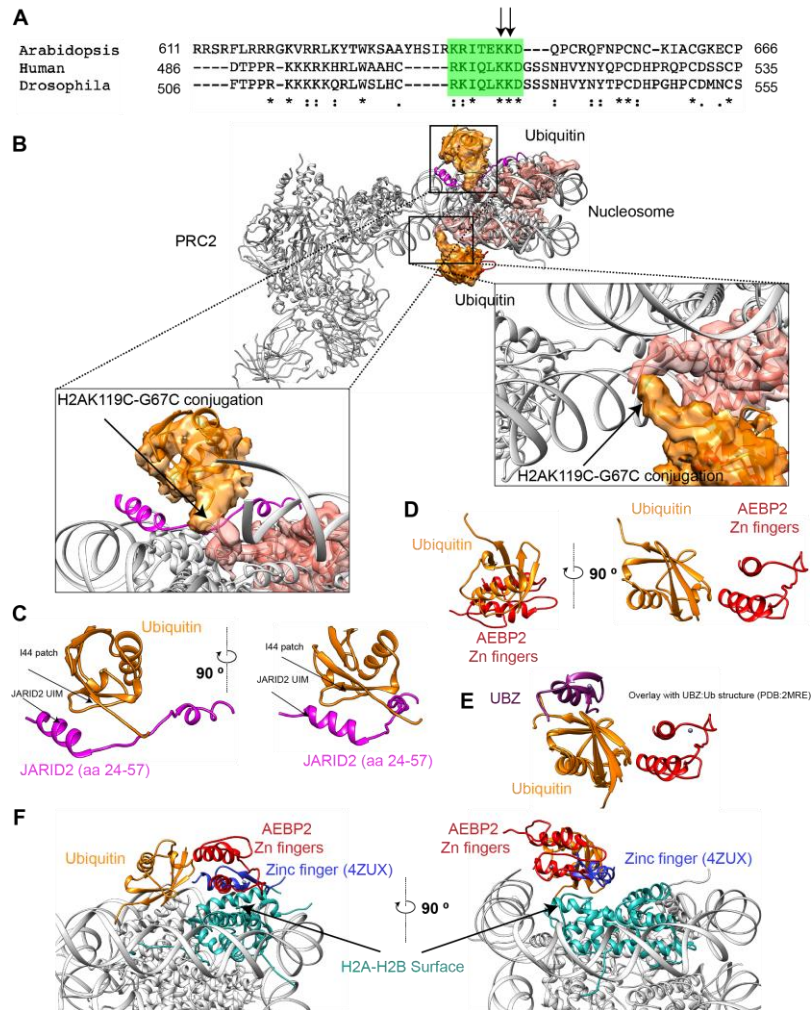 A
Arabidopsis 611 RRSRFLRRRGKVRRLKYTWKSAAYHSIRKRITEKKD---QPCRQFNPCNC-KIACGKECP 666
Human 486 ----DTPPR-KKKRKHRLWAAHC-----RKIQLKKDGSSNHVYNYQPCDHPRQPCDSSCP 535
Drosophila 506 ----FTPPR-KKKKKQRLWSLHC-----RKIQLKKDSSSNHVYNYTPCDHPGHPCDMNCS 555
* *: :: * . :: *** : . : **: * . *.
B
Ubiquitin
PRC2
Nucleosome
Ubiquitin
H2AK119C-G67C conjugation
H2AK119C-G67C conjugation
C
Ubiquitin
I44 patch
JARID2 UIM
JARID2 (aa 24-57)
90 º
I44 patch
JARID2 UIM
JARID2 (aa 24-57)
D
Ubiquitin
AEBP2
Zn fingers
90 º
Ubiquitin
AEBP2
Zn fingers
E
UBZ
Overlay with UBZ:Ub structure (PDB:2MRE)
Ubiquitin
F
Ubiquitin
AEBP2
Zn fingers
Zinc finger (4ZUX)
90 º
H2A-H2B Surface
AEBP2
Zn fingers
Zinc finger (4ZUX)